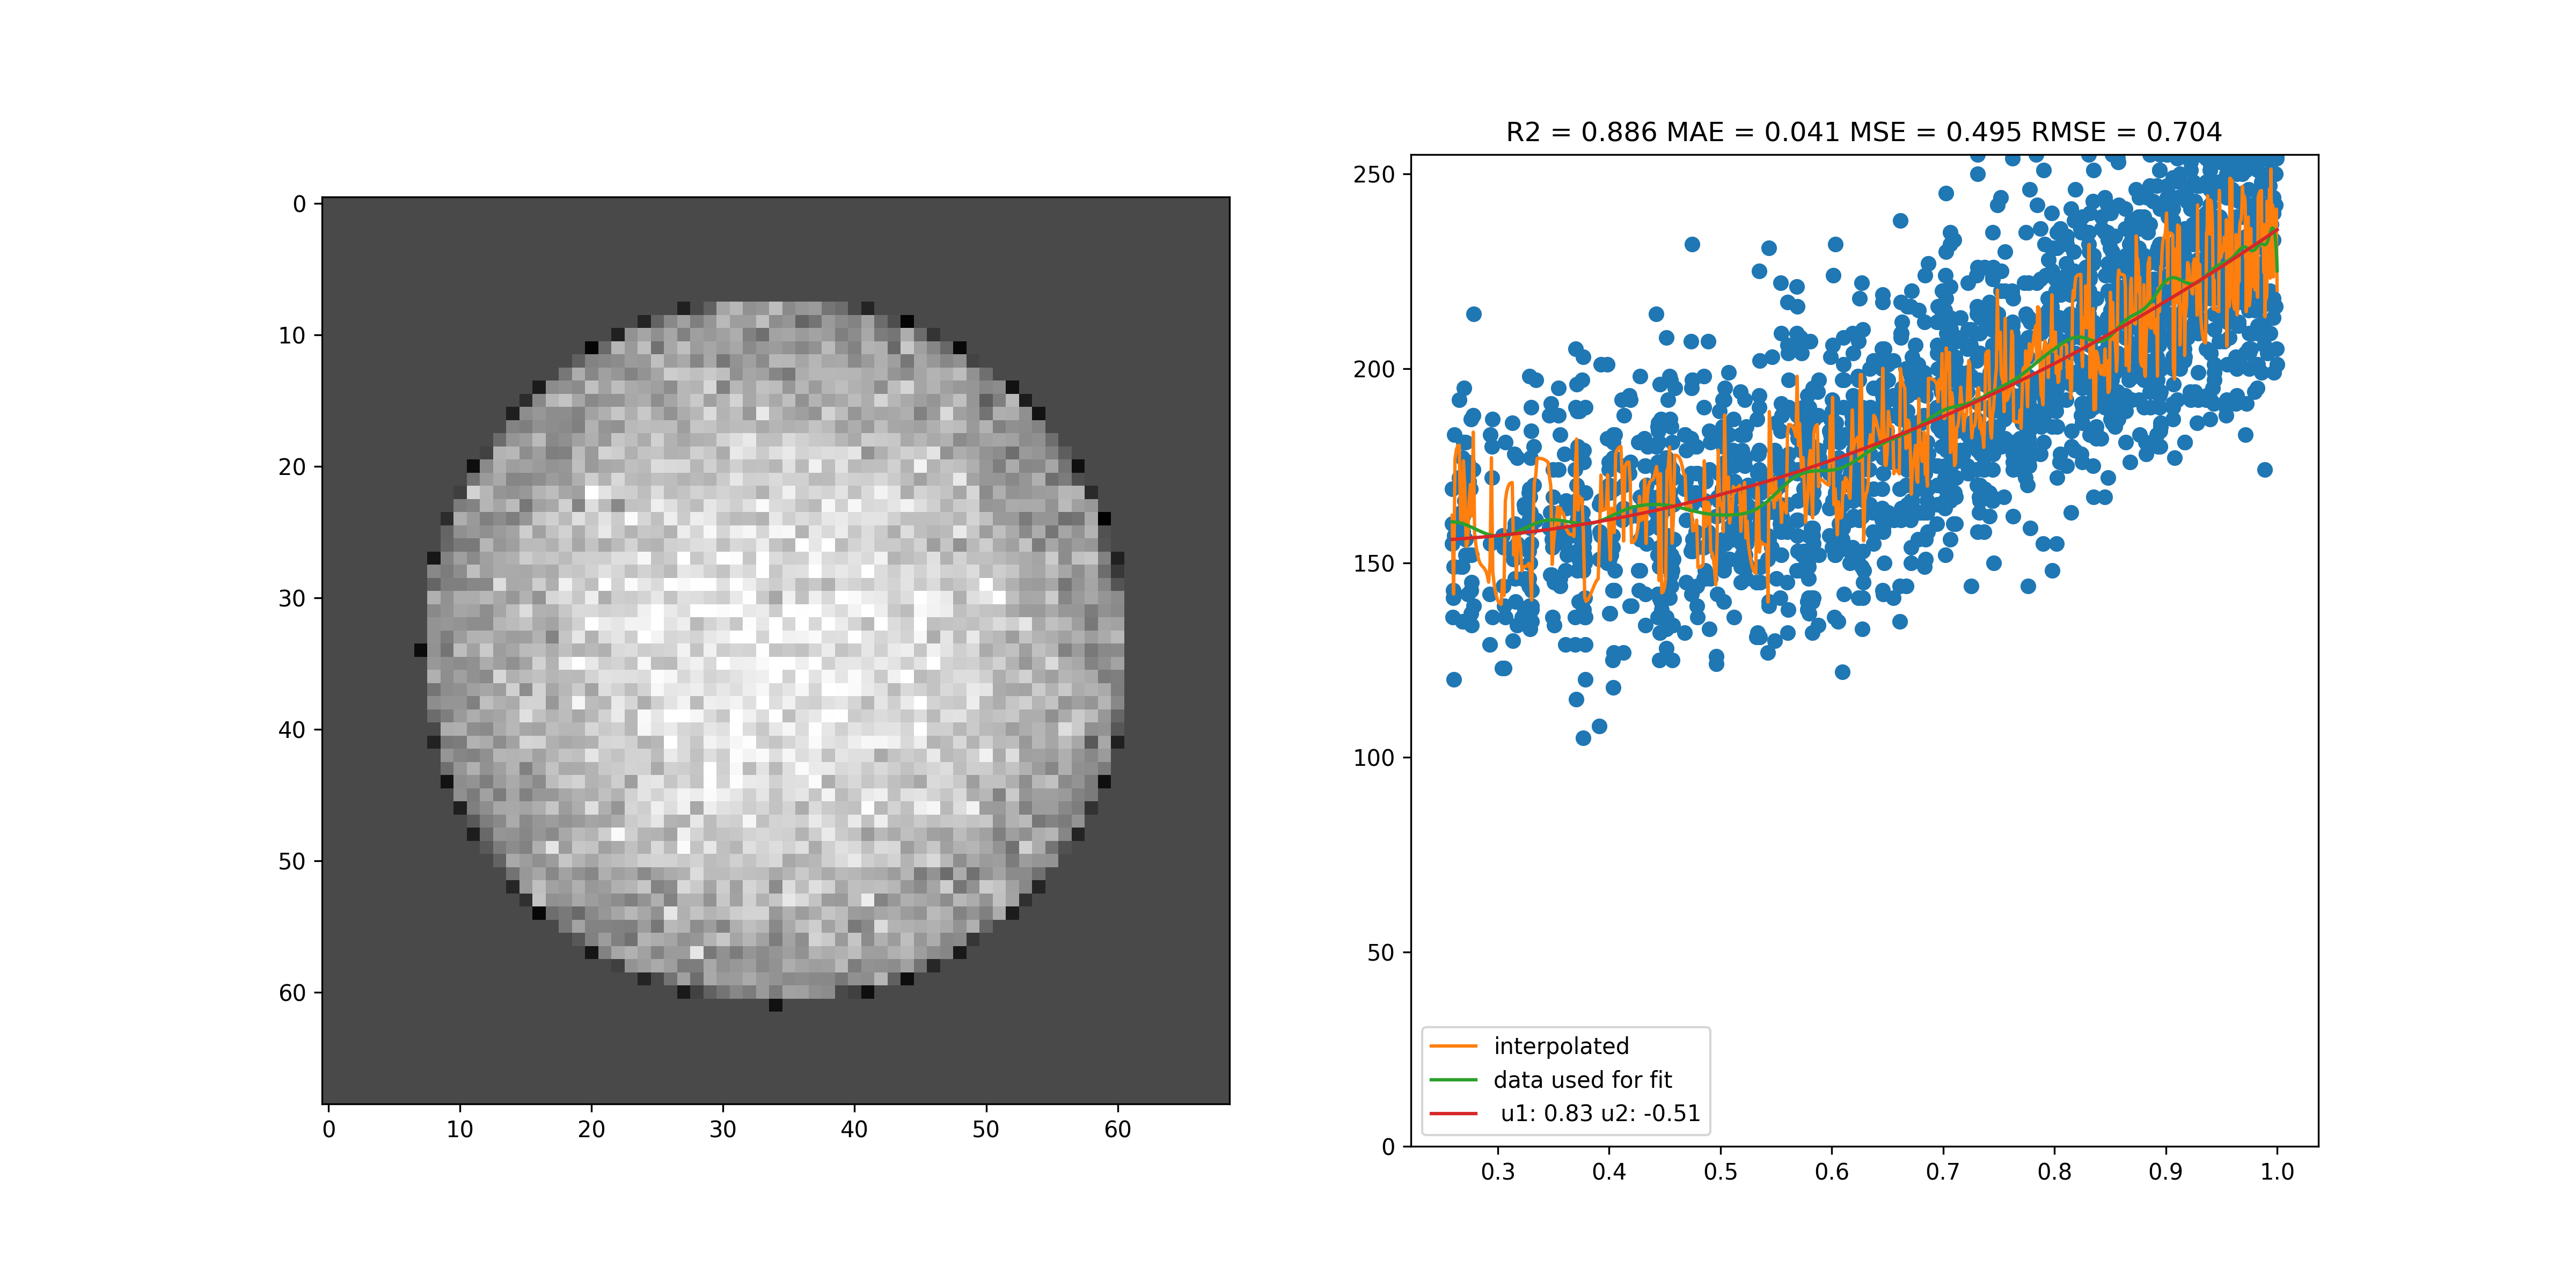 R2 = 0.886 MAE = 0.041 MSE = 0.495 RMSE = 0.704
0
10
20
30
40
50
60
0 10 20 30 40 50 60
250
200
150
100
50
0
interpolated
data used for fit
u1: 0.83 u2: -0.51
0.3 0.4 0.5 0.6 0.7 0.8 0.9 1.0